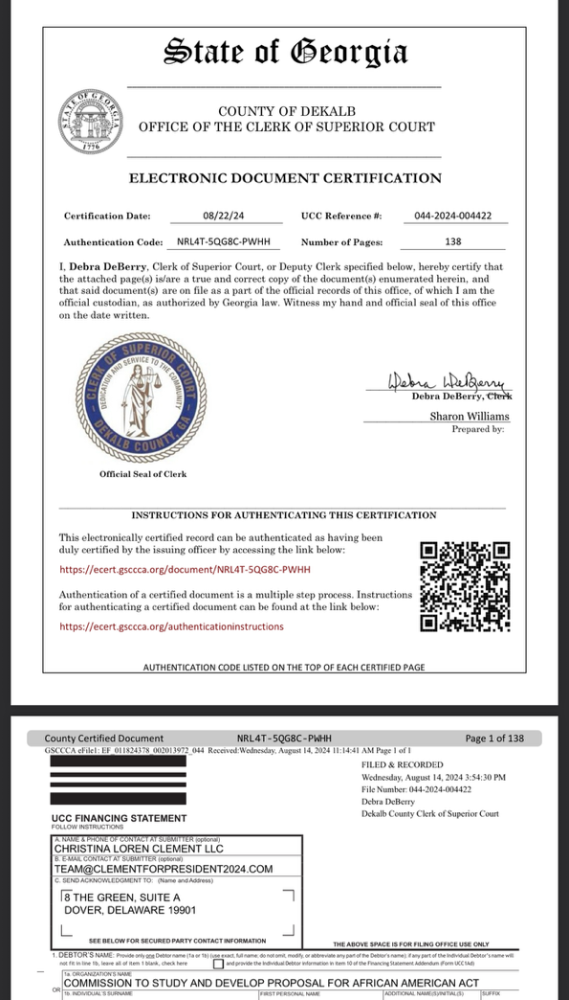 State of Georgia
STATE OF GEORGIA
1776
COUNTY OF DEKALB
OFFICE OF THE CLERK OF SUPERIOR COURT
ELECTRONIC DOCUMENT CERTIFICATION
Certification Date: 08/22/24 UCC Reference #: 044-2024-004422
Authentication Code: NRL4T-5QG8C-PWHH Number of Pages: 138
I, Debra DeBerry, Clerk of Superior Court, or Deputy Clerk specified below, hereby certify that
the attached page(s) is/are a true and correct copy of the document(s) enumerated herein, and
that said document(s) are on file as a part of the official records of this office, of which I am the
official custodian, as authorized by Georgia law. Witness my hand and official seal of this office
on the date written.
CLERK OF SUPERIOR COURT
DEDICATION AND SERVICE TO THE COMMUNITY
DEKALB COUNTY, GA
Debra DeBerry
Debra DeBerry, Clerk
Sharon Williams
Prepared by:
Official Seal of Clerk
INSTRUCTIONS FOR AUTHENTICATING THIS CERTIFICATION
This electronically certified record can be authenticated as having been
duly certified by the issuing officer by accessing the link below:
https://ecert.gsccca.org/document/NRL4T-5QG8C-PWHH
Authentication of a certified document is a multiple step process. Instructions
for authenticating a certified document can be found at the link below:
https://ecert.gsccca.org/authenticationinstructions
AUTHENTICATION CODE LISTED ON THE TOP OF EACH CERTIFIED PAGE
County Certified Document NRL4T-5QG8C-PWHH Page 1 of 138
GSCCCA eFile1: EF_011824378_002013972_044 Received:Wednesday, August 14, 2024 11:14:41 AM Page 1 of 1
FILED & RECORDED
Wednesday, August 14, 2024 3:54:30 PM
File Number: 044-2024-004422
Debra DeBerry
Dekalb County Clerk of Superior Court
UCC FINANCING STATEMENT
FOLLOW INSTRUCTIONS
A. NAME & PHONE OF CONTACT AT SUBMITTER (optional)
CHRISTINA LOREN CLEMENT LLC
B. E-MAIL CONTACT AT SUBMITTER (optional)
TEAM@CLEMENTFORPRESIDENT2024.COM
C. SEND ACKNOWLEDGMENT TO: (Name and Address)
8 THE GREEN, SUITE A
DOVER, DELAWARE 19901
SEE BELOW FOR SECURED PARTY CONTACT INFORMATION
THE ABOVE SPACE IS FOR FILING OFFICE USE ONLY
1. DEBTOR'S NAME: Provide only one Debtor name (1a or 1b) (use exact, full name; do not omit, modify, or abbreviate any part of the Debtor's name); if any part of the Individual Debtor's name will
not fit in line 1b, leave all of item 1 blank, check here and provide the Individual Debtor information in item 10 of the Financing Statement Addendum (Form UCC1Ad)
1a. ORGANIZATION'S NAME
COMMISSION TO STUDY AND DEVELOP PROPOSAL FOR AFRICAN AMERICAN ACT
OR
1b. INDIVIDUAL'S SURNAME FIRST PERSONAL NAME ADDITIONAL NAME(S)/INITIAL(S) SUFFIX